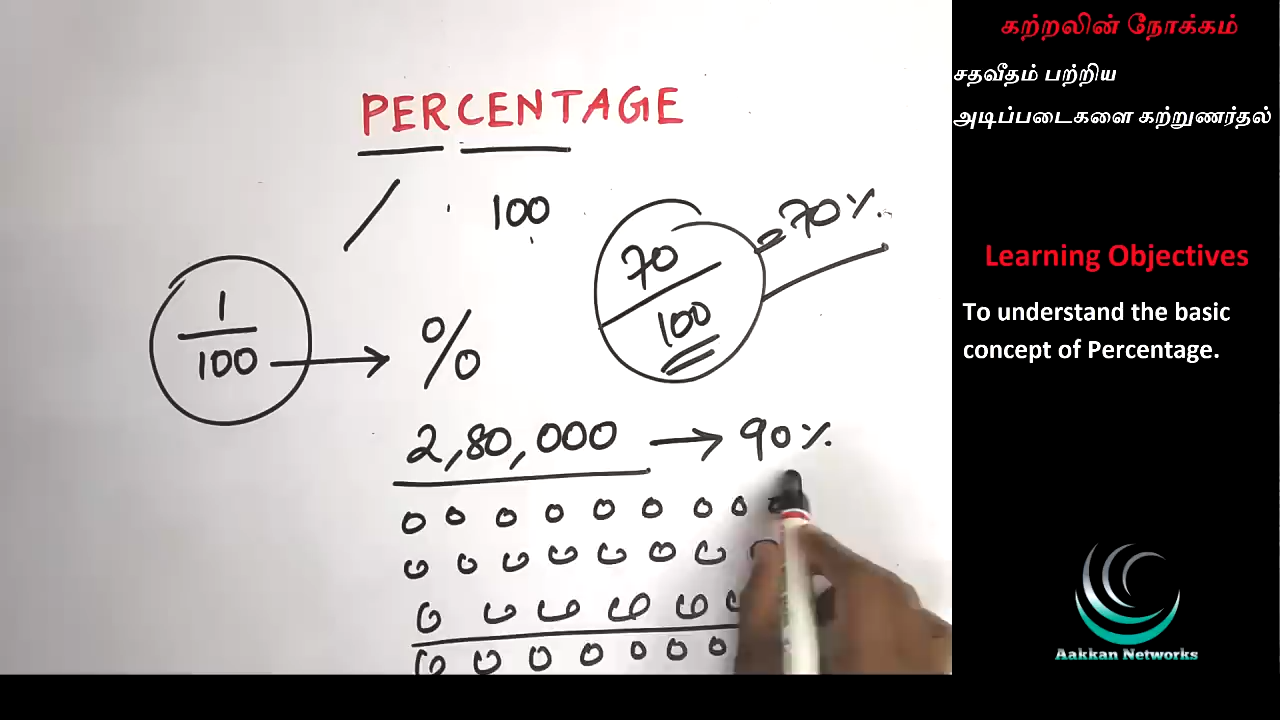 PERCENTAGE
/ 100
70/100 = 70%
1/100 → %
2,80,000 → 90%
கற்றலின் நோக்கம்
சதவீதம் பற்றிய
அடிப்படைகளை கற்றுணர்தல்
Learning Objectives
To understand the basic
concept of Percentage.
Aakkan Networks